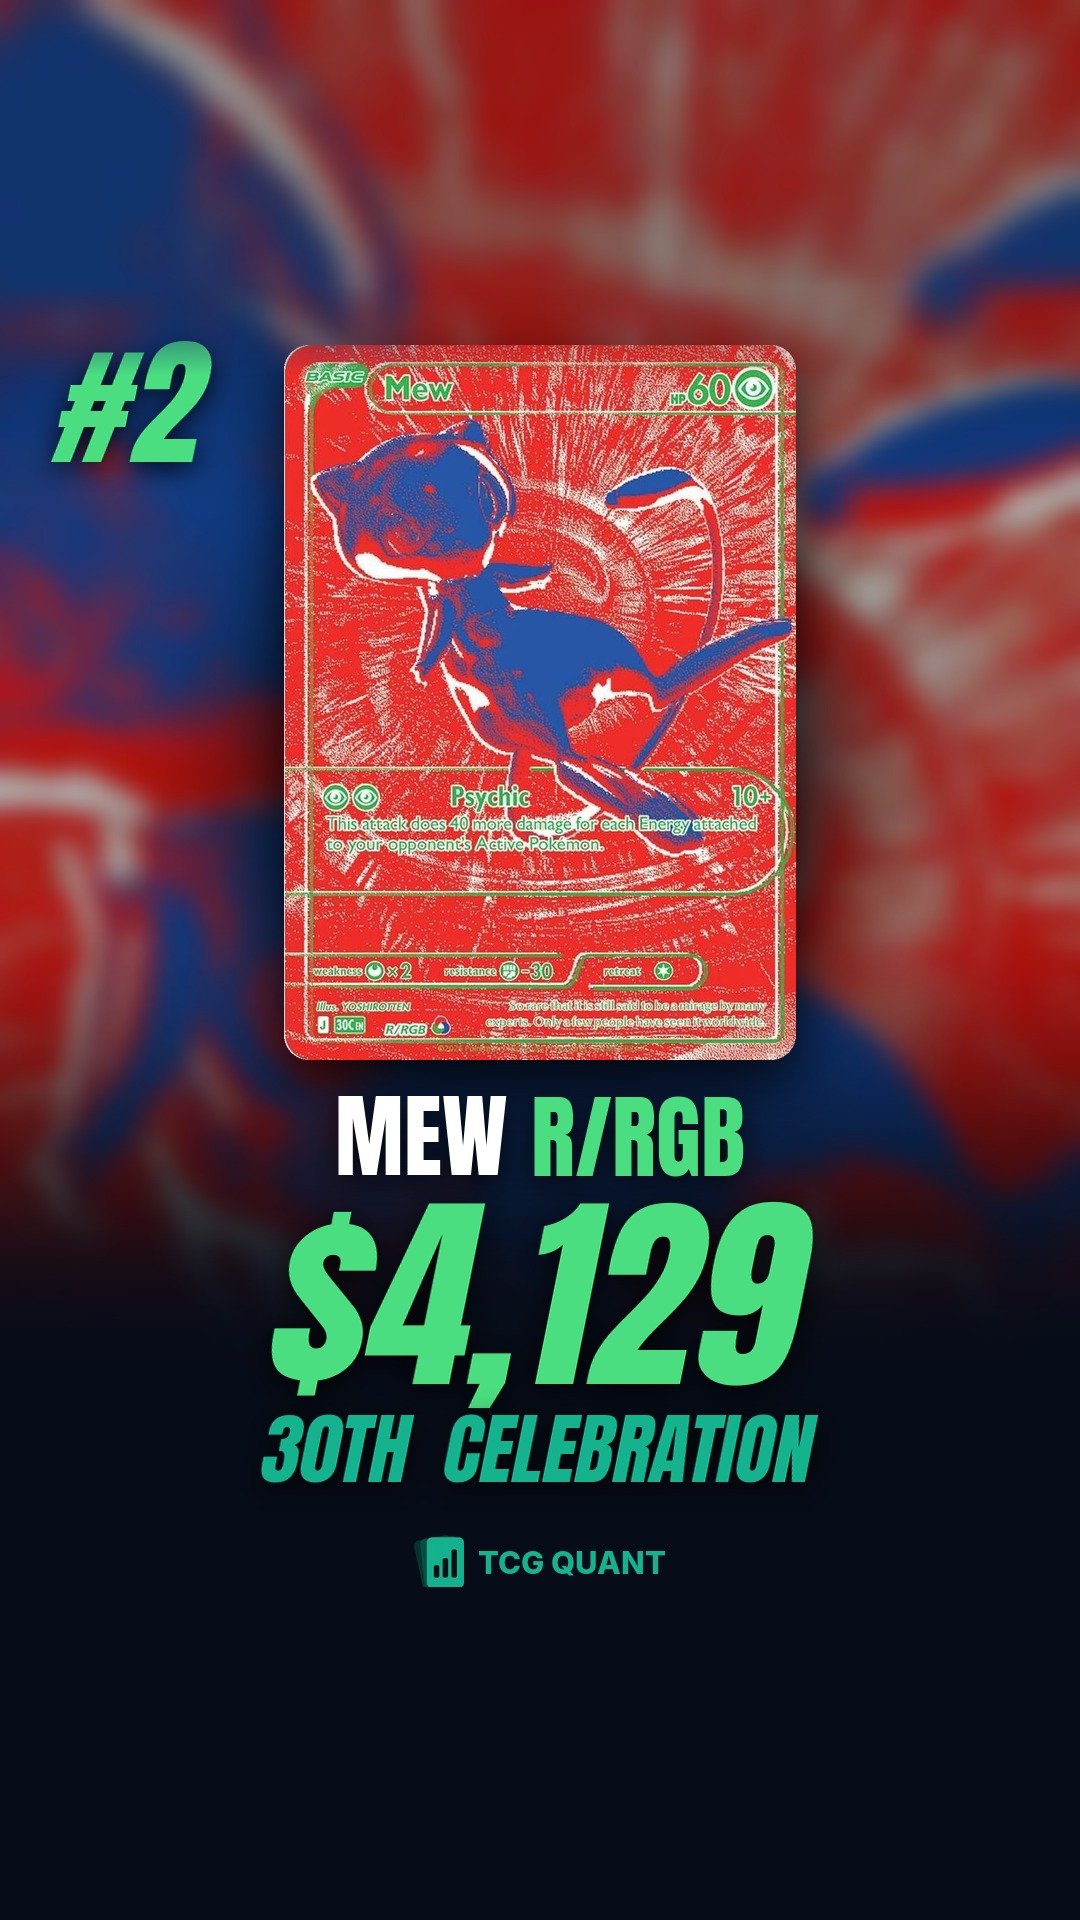 #2
BASIC Mew HP 60
Psychic 10+
This attack does 40 more damage for each Energy attached
to your opponent's Active Pokémon.
weakness ×2 resistance -30 retreat
Illus. YOSHIROTTEN
So rare that it is still said to be a mirage by many
experts. Only a few people have seen it worldwide.
J 30C EN R/RGB
MEW R/RGB
$4,129
30TH CELEBRATION
TCG QUANT